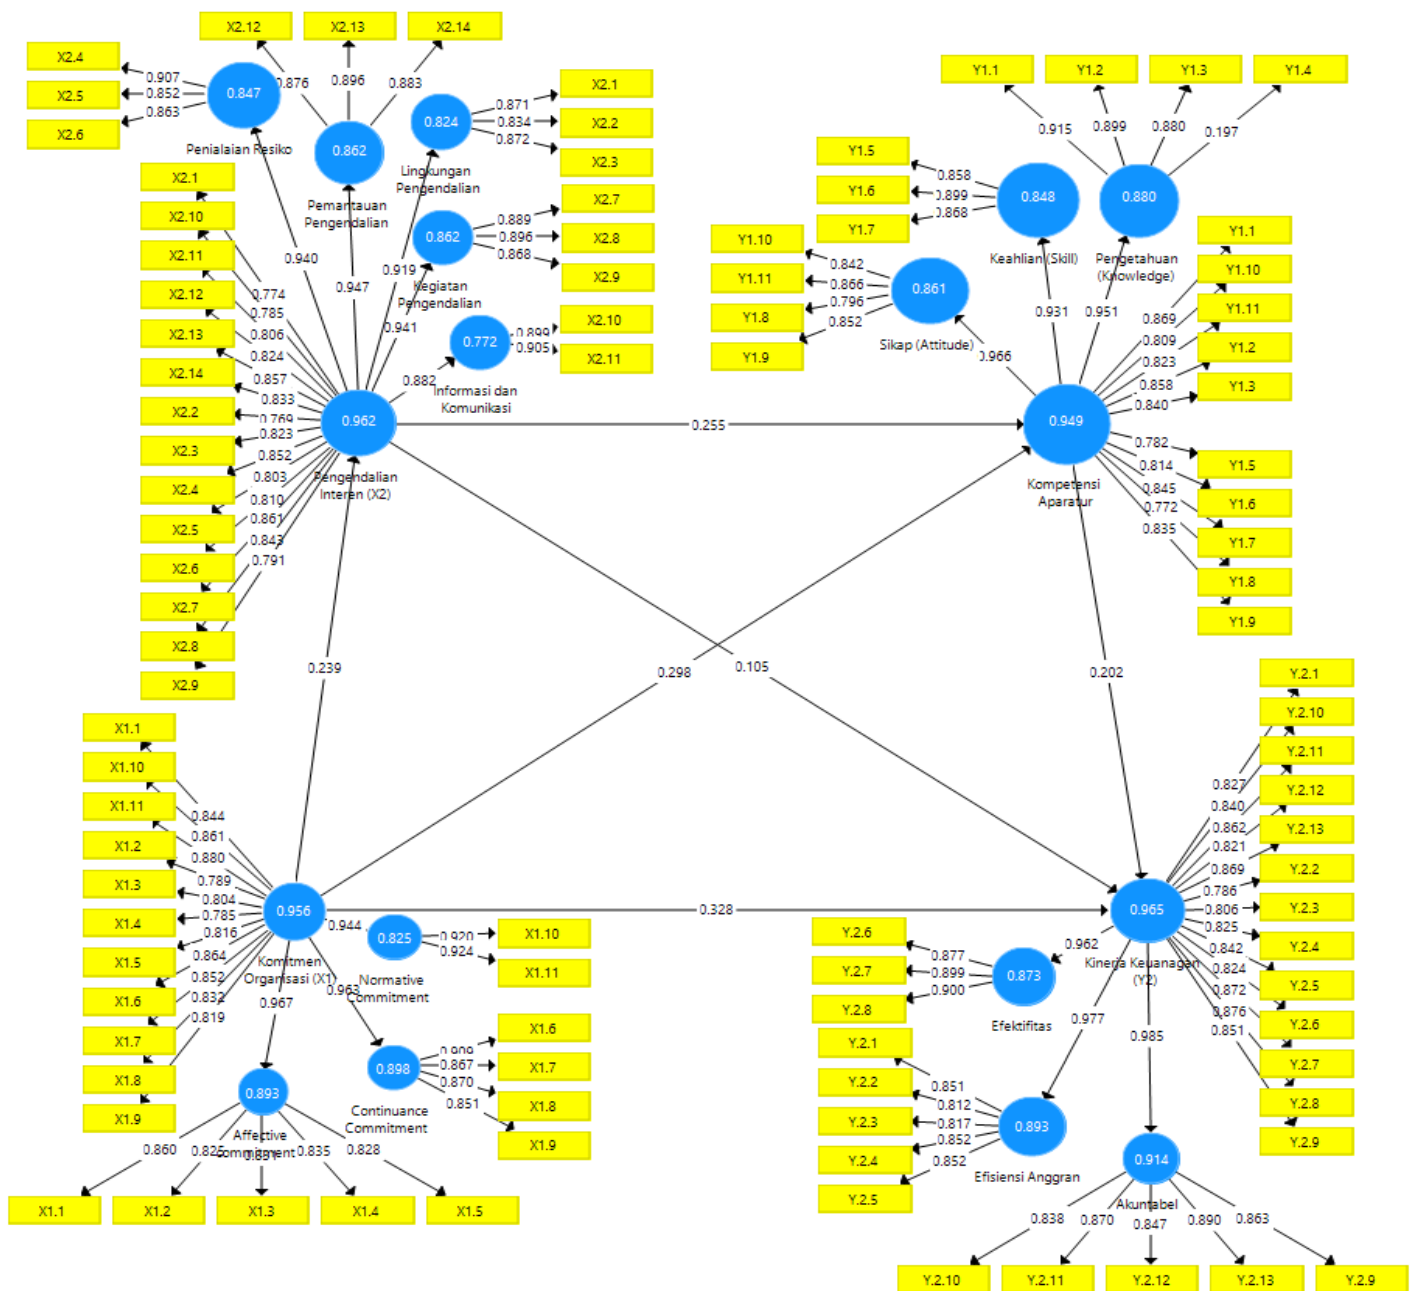 X2.12
X2.13
X2.14
X2.4
X2.5
X2.6
0.907
0.852
0.863
0.847
0.876
0.896
0.883
Penialaian Resiko
0.862
Pemantauan
Pengendalian
0.824
Lingkungan
Pengendalian
0.871
0.834
0.872
X2.1
X2.2
X2.3
0.862
Kegiatan
Pengendalian
0.889
0.896
0.868
X2.7
X2.8
X2.9
0.772
Informasi dan
Komunikasi
0.899
0.905
X2.10
X2.11
0.940
0.947
0.919
0.941
0.882
X2.1
X2.10
X2.11
X2.12
X2.13
X2.14
X2.2
X2.3
X2.4
X2.5
X2.6
X2.7
X2.8
X2.9
0.774
0.785
0.806
0.824
0.857
0.833
0.769
0.823
0.852
0.803
0.810
0.861
0.843
0.791
0.962
Pengendalian
Interen (X2)
0.255
0.239
0.298
0.105
0.202
0.328
Y1.1
Y1.2
Y1.3
Y1.4
0.915
0.899
0.880
0.197
0.880
Pengetahuan
(Knowledge)
Y1.5
Y1.6
Y1.7
0.858
0.899
0.868
0.848
Keahlian (Skill)
Y1.10
Y1.11
Y1.8
Y1.9
0.842
0.866
0.796
0.852
0.861
Sikap (Attitude)
0.966
0.931
0.951
0.949
Kompetensi
Aparatur
0.869
0.809
0.823
0.858
0.840
0.782
0.814
0.845
0.772
0.835
Y1.1
Y1.10
Y1.11
Y1.2
Y1.3
Y1.5
Y1.6
Y1.7
Y1.8
Y1.9
X1.1
X1.10
X1.11
X1.2
X1.3
X1.4
X1.5
X1.6
X1.7
X1.8
X1.9
0.844
0.861
0.880
0.789
0.804
0.785
0.816
0.864
0.852
0.832
0.819
0.956
Komitmen
Organisasi (X1)
0.944
0.963
0.967
0.825
Normative
Commitment
0.920
0.924
X1.10
X1.11
0.898
Continuance
Commitment
0.909
0.867
0.870
0.851
X1.6
X1.7
X1.8
X1.9
0.893
Affective
commitment
0.860
0.825
0.835
0.828
X1.1
X1.2
X1.3
X1.4
X1.5
0.965
Kinerja Keuanagan
(Y2)
0.827
0.840
0.862
0.821
0.869
0.786
0.806
0.825
0.842
0.824
0.872
0.876
0.851
Y.2.1
Y.2.10
Y.2.11
Y.2.12
Y.2.13
Y.2.2
Y.2.3
Y.2.4
Y.2.5
Y.2.6
Y.2.7
Y.2.8
Y.2.9
0.962
0.977
0.985
Y.2.6
Y.2.7
Y.2.8
0.877
0.899
0.900
0.873
Efektifitas
Y.2.1
Y.2.2
Y.2.3
Y.2.4
Y.2.5
0.851
0.812
0.817
0.852
0.852
0.893
Efisiensi Anggran
0.914
Akuntabel
0.838
0.870
0.847
0.890
0.863
Y.2.10
Y.2.11
Y.2.12
Y.2.13
Y.2.9